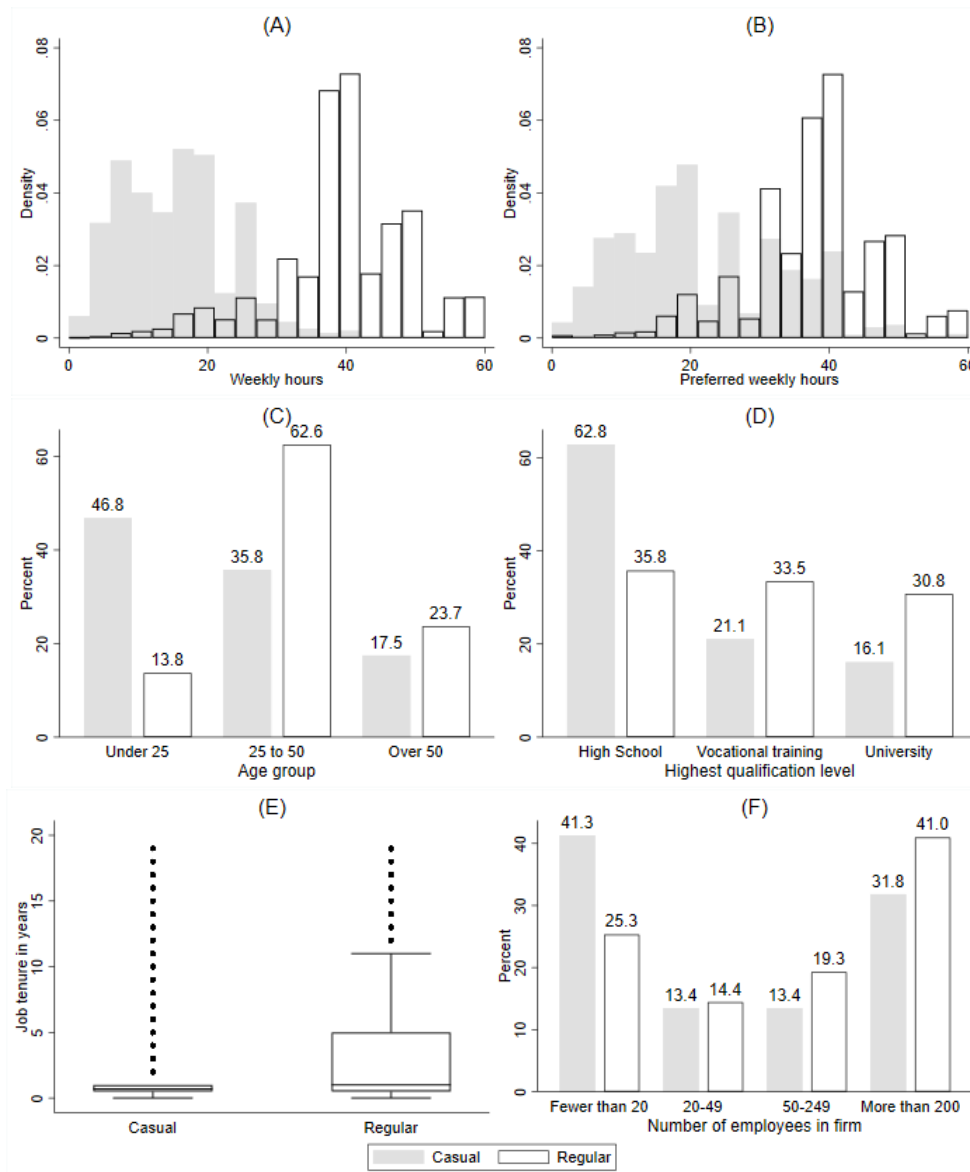 (A)
Density
0 .02 .04 .06 .08
0 20 40 60
Weekly hours
(B)
Density
0 .02 .04 .06 .08
0 20 40 60
Preferred weekly hours
(C)
Percent
0 20 40 60
46.8 13.8 35.8 62.6 17.5 23.7
Under 25 25 to 50 Over 50
Age group
(D)
Percent
0 20 40 60
62.8 35.8 21.1 33.5 16.1 30.8
High School Vocational training University
Highest qualification level
(E)
Job tenure in years
0 5 10 15 20
Casual Regular
(F)
Percent
0 10 20 30 40
41.3 25.3 13.4 14.4 13.4 19.3 31.8 41.0
Fewer than 20 20-49 50-249 More than 200
Number of employees in firm
Casual Regular